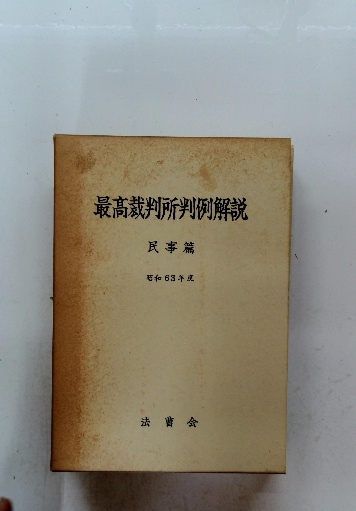 最高裁判所判例解説
民事篇
昭和63年度
法曹会